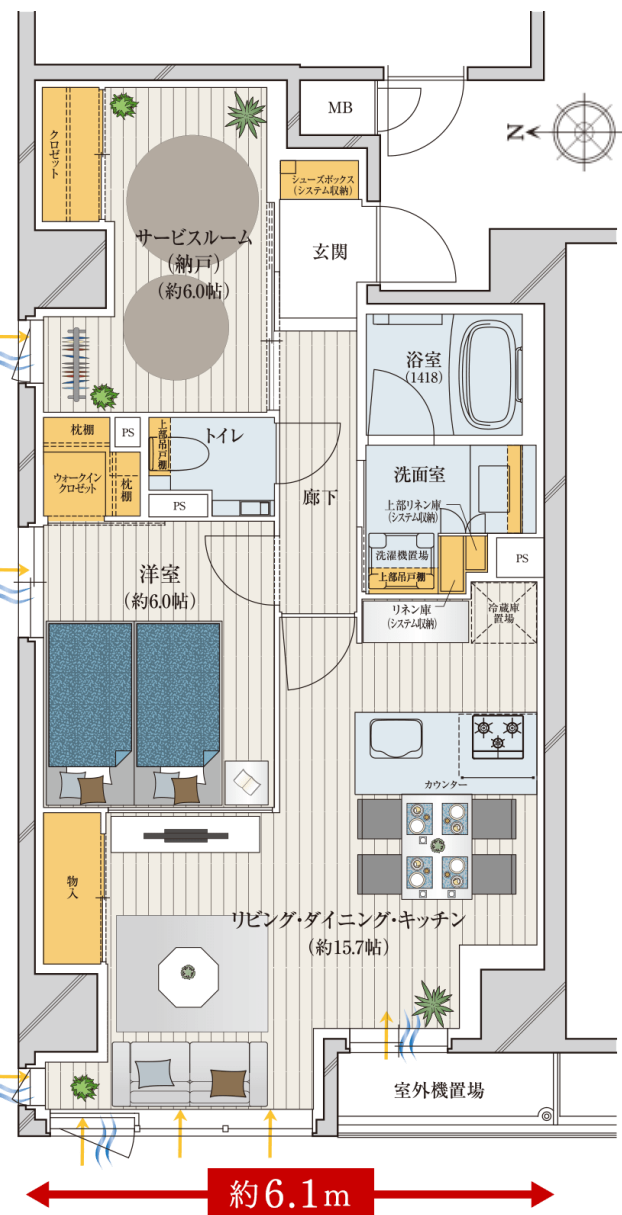 MB
N
クロゼット
シューズボックス
(システム収納)
サービスルーム
(納戸)
(約6.0帖)
玄関
浴室
(1418)
枕棚
PS
上部吊戸棚
トイレ
ウォークイン
クロゼット
枕棚
PS
廊下
洗面室
上部リネン庫
(システム収納)
洗濯機置場
上部吊戸棚
PS
洋室
(約6.0帖)
リネン庫
(システム収納)
冷蔵庫
置場
カウンター
物入
リビング・ダイニング・キッチン
(約15.7帖)
室外機置場
約6.1m